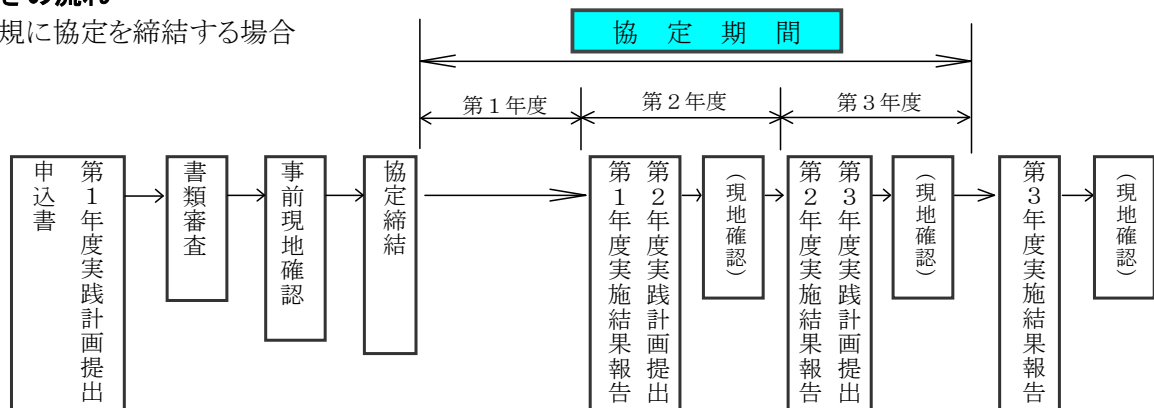 きの流れ
規に協定を締結する場合
協定期間
第1年度
第2年度
第3年度
第1年度実践計画提出
申込書
書類審査
事前現地確認
協定締結
第2年度実践計画提出
第1年度実施結果報告
(現地確認)
第3年度実践計画提出
第2年度実施結果報告
(現地確認)
第3年度実施結果報告
(現地確認)